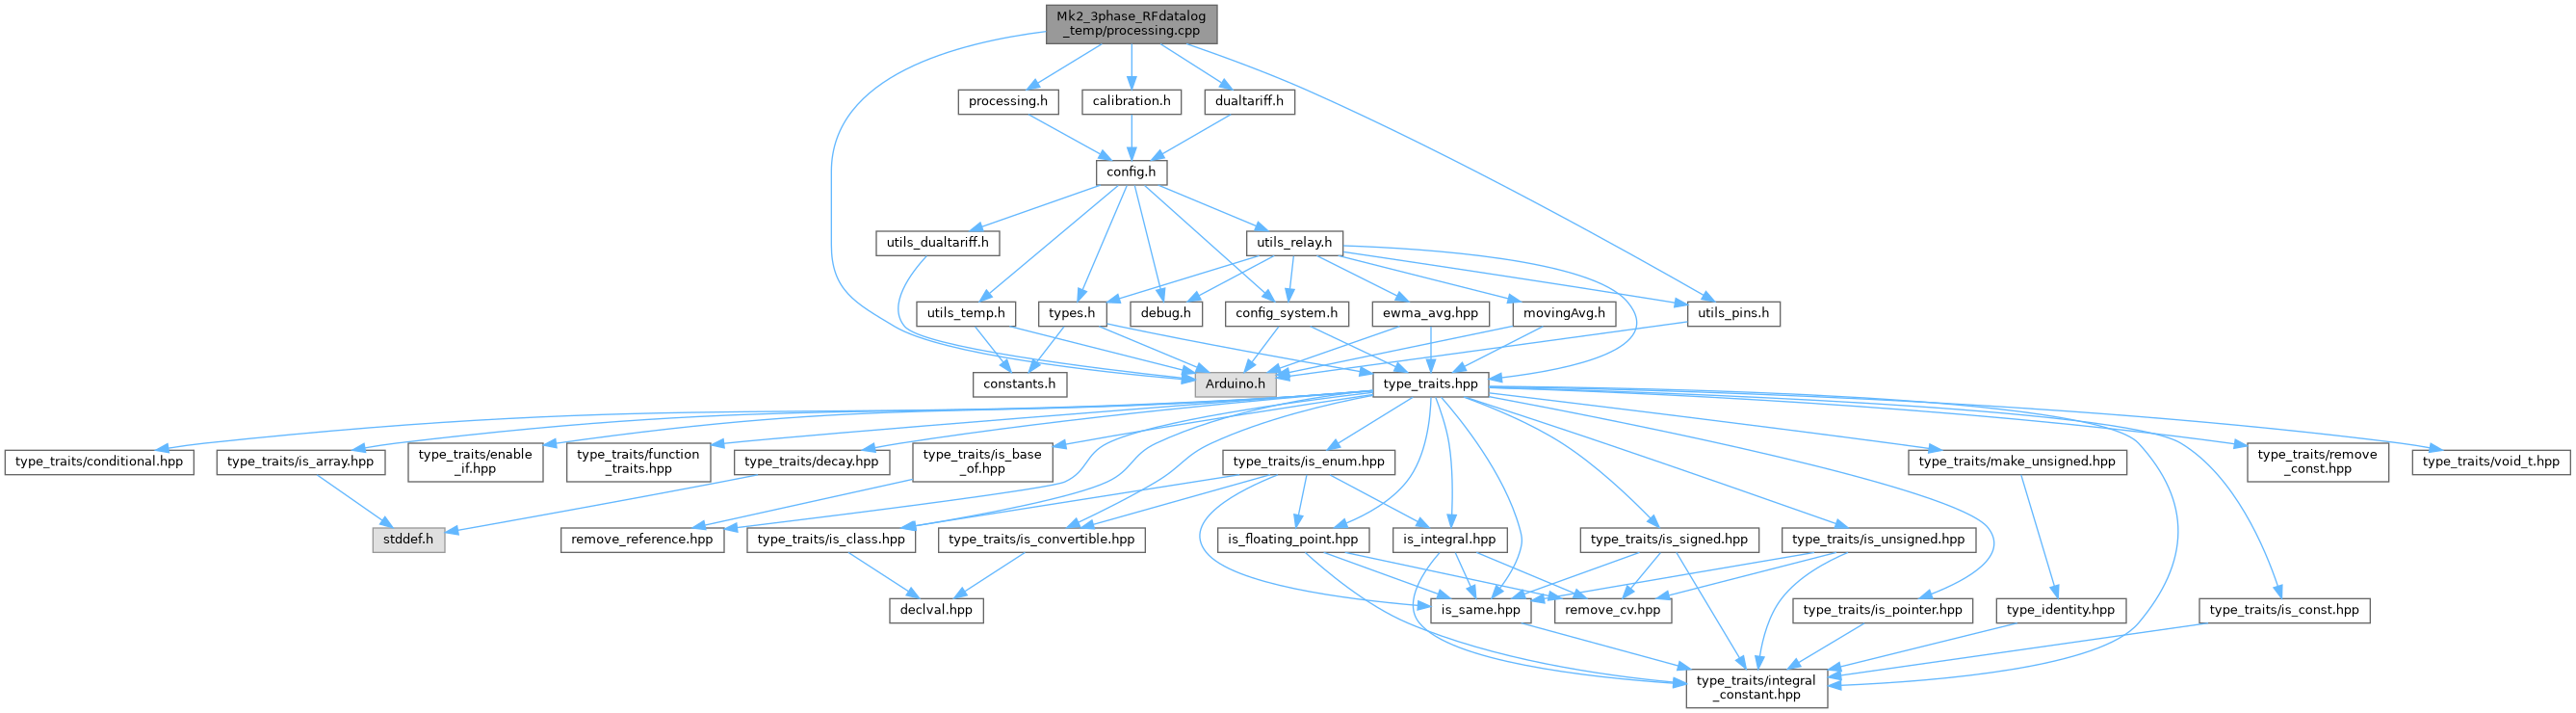 Mk2_3phase_RFdatalog
_temp/processing.cpp
processing.h
calibration.h
dualtariff.h
config.h
utils_dualtariff.h
utils_relay.h
utils_temp.h
types.h
debug.h
config_system.h
ewma_avg.hpp
movingAvg.h
utils_pins.h
constants.h
Arduino.h
type_traits.hpp
type_traits/conditional.hpp
type_traits/is_array.hpp
type_traits/enable
_if.hpp
type_traits/function
_traits.hpp
type_traits/decay.hpp
type_traits/is_base
_of.hpp
type_traits/is_enum.hpp
type_traits/make_unsigned.hpp
type_traits/remove
_const.hpp
type_traits/void_t.hpp
stddef.h
remove_reference.hpp
type_traits/is_class.hpp
type_traits/is_convertible.hpp
is_floating_point.hpp
is_integral.hpp
type_traits/is_signed.hpp
type_traits/is_unsigned.hpp
declval.hpp
is_same.hpp
remove_cv.hpp
type_traits/is_pointer.hpp
type_identity.hpp
type_traits/is_const.hpp
type_traits/integral
_constant.hpp